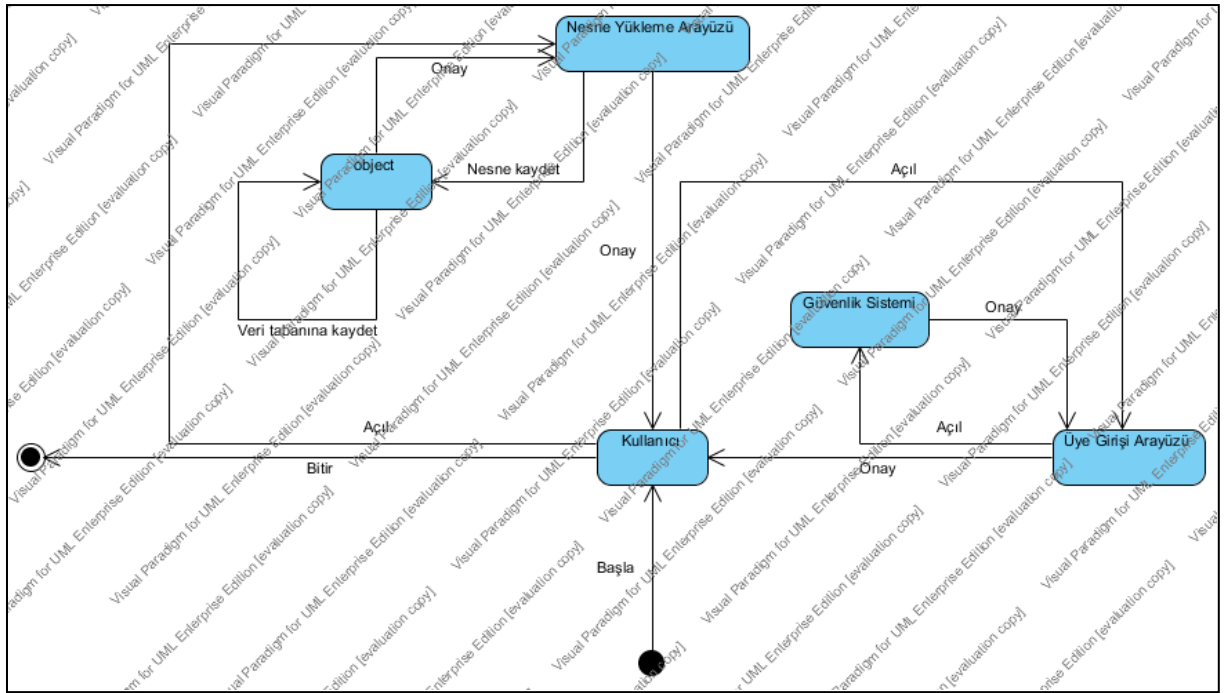 Nesne Yükleme Arayüzü
Onay
object
Nesne kaydet
Açıl
Onay
Güvenlik Sistemi
Onay
Veri tabanına kaydet
Açıl
Kullanıcı
Açıl
Üye Girişi Arayüzü
Bitir
Onay
Başla
Visual Paradigm for UML Enterprise Edition [evaluation copy]